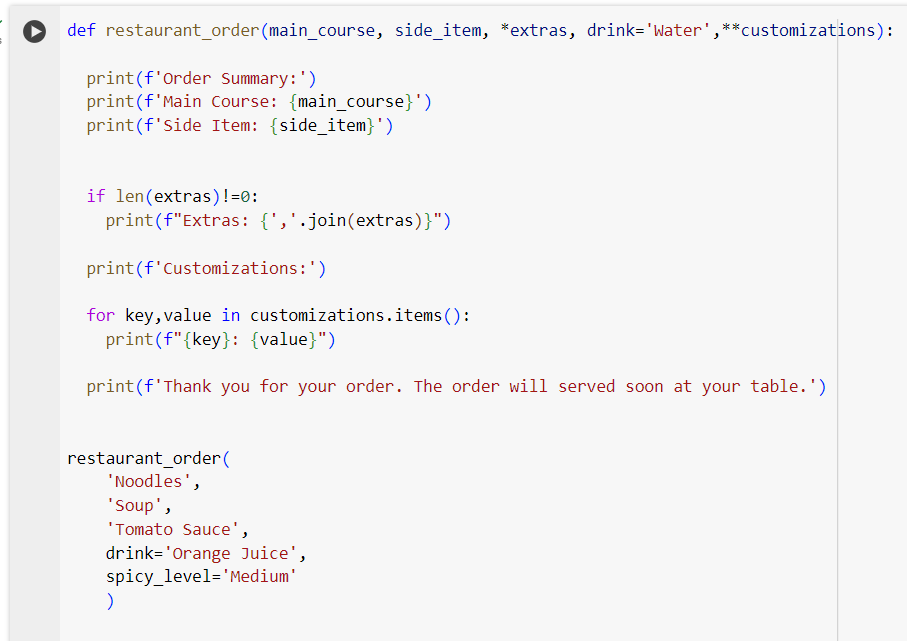 def restaurant_order(main_course, side_item, *extras, drink='Water',**customizations):
print(f'Order Summary:')
print(f'Main Course: {main_course}')
print(f'Side Item: {side_item}')
if len(extras)!=0:
print(f"Extras: {','.join(extras)}")
print(f'Customizations:')
for key,value in customizations.items():
print(f"{key}: {value}")
print(f'Thank you for your order. The order will served soon at your table.')
restaurant_order(
'Noodles',
'Soup',
'Tomato Sauce',
drink='Orange Juice',
spicy_level='Medium'
)